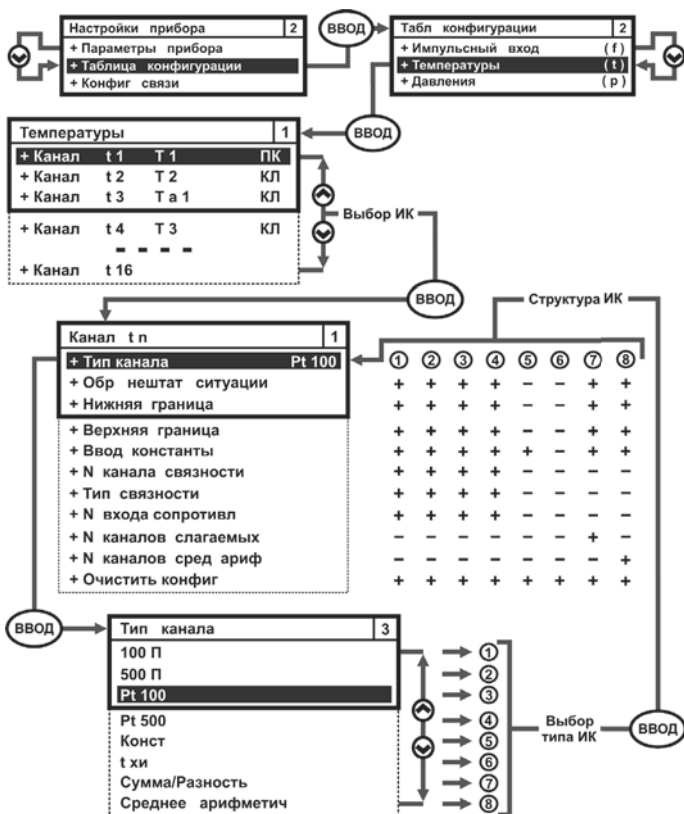 Настройки прибора 2
+ Параметры прибора
+ Таблица конфигурации
+ Конфиг связи
ВВОД
Табл конфигурации 2
+ Импульсный вход (f)
+ Температуры (t)
+ Давления (p)
ВВОД
Температуры 1
+ Канал t 1 T 1 ПК
+ Канал t 2 T 2 КЛ
+ Канал t 3 T a 1 КЛ
+ Канал t 4 T 3 КЛ
- - - -
+ Канал t 16
Выбор ИК
ВВОД
Структура ИК
Канал t n 1
① ② ③ ④ ⑤ ⑥ ⑦ ⑧
+ Тип канала Pt 100 + + + + – – + +
+ Обр нештат ситуации
+ Нижняя граница + + + + – – + +
+ Верхняя граница + + + + – – + +
+ Ввод константы + + + + + – + +
+ N канала связности + + + + – – – –
+ Тип связности + + + + – – – –
+ N входа сопротивл + + + + – – – –
+ N каналов слагаемых – – – – – – + –
+ N каналов сред ариф – – – – – – – +
+ Очистить конфиг + + + + + + + +
ВВОД
Тип канала 3
100 П ①
500 П ②
Pt 100 ③
Pt 500 ④
Конст ⑤
t хи ⑥
Сумма/Разность ⑦
Среднее арифметич ⑧
Выбор
типа ИК
ВВОД